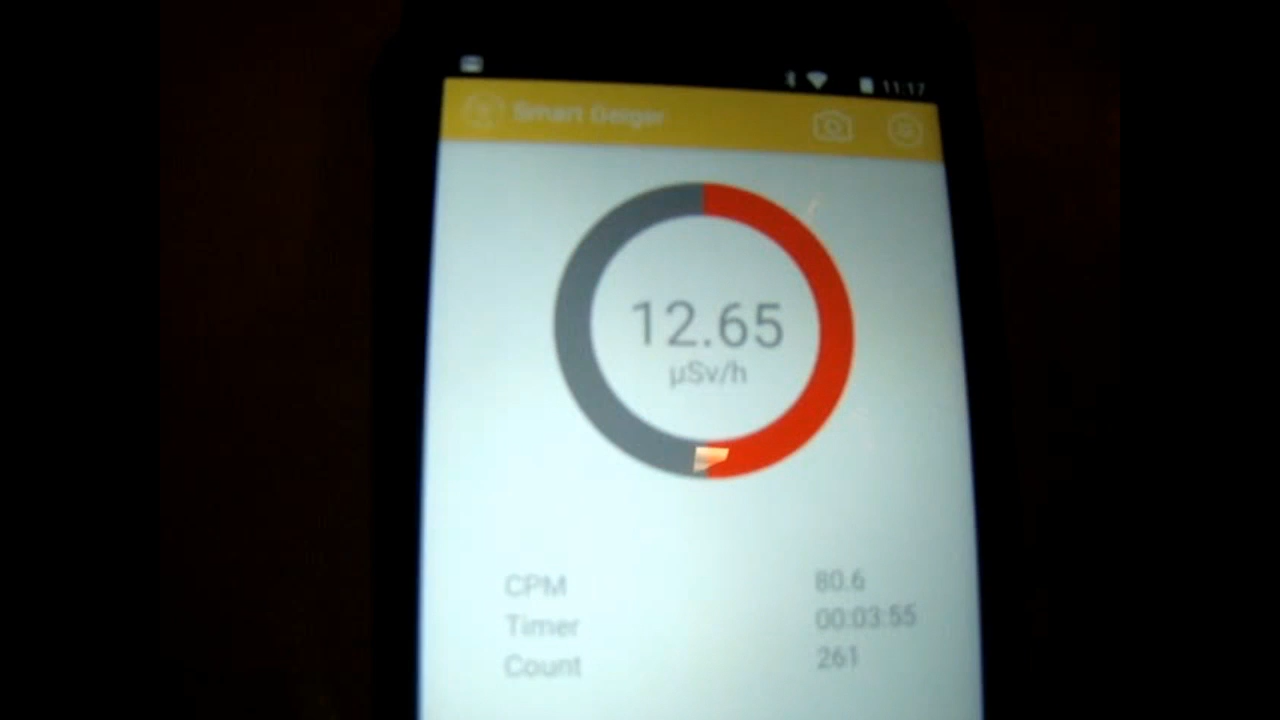 11:17
Smart Geiger
12.65
µSv/h
CPM 80.6
Timer 00:03:55
Count 261